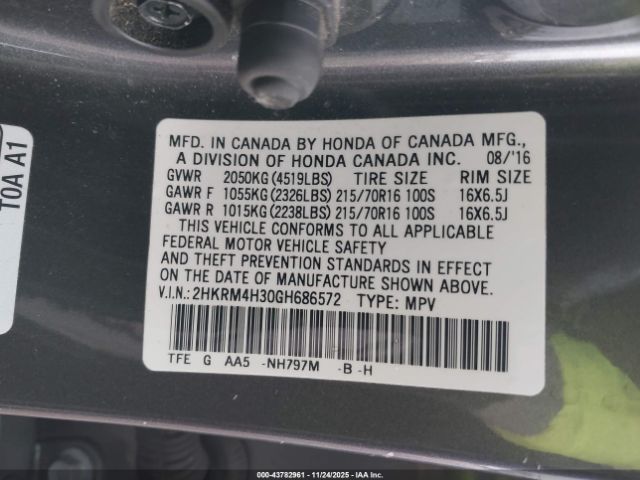 TOA A1
MFD. IN CANADA BY HONDA OF CANADA MFG.,
A DIVISION OF HONDA CANADA INC. 08/'16
GVWR 2050KG(4519LBS) TIRE SIZE RIM SIZE
GAWR F 1055KG(2326LBS) 215/70R16 100S 16X6.5J
GAWR R 1015KG(2238LBS) 215/70R16 100S 16X6.5J
THIS VEHICLE CONFORMS TO ALL APPLICABLE
FEDERAL MOTOR VEHICLE SAFETY
AND THEFT PREVENTION STANDARDS IN EFFECT
ON THE DATE OF MANUFACTURE SHOWN ABOVE.
V.I.N.: 2HKRM4H30GH686572 TYPE: MPV
TFE G AA5 -NH797M -B -H
000-43782961 - 11/24/2025 - IAA Inc.